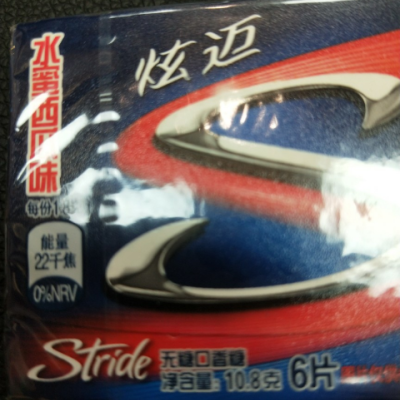 炫迈
水蜜西瓜味
每份1.8
能量
22千焦
0%NRV
Stride
无糖口香糖
净含量: 10.8克 6片